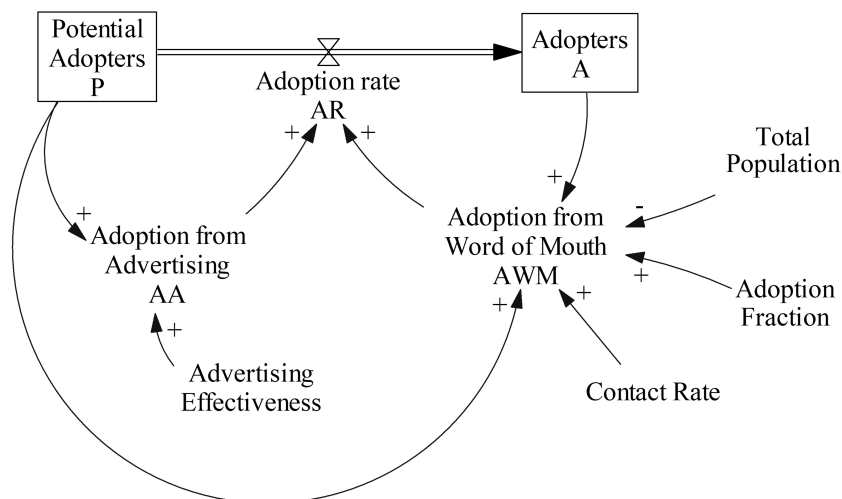 Potential
Adopters
P
Adopters
A
Adoption rate
AR
+
+
Total
Population
+
-
+
Adoption from
Advertising
AA
Adoption from
Word of Mouth
AWM
+
+
+
+
Adoption
Fraction
Advertising
Effectiveness
Contact Rate